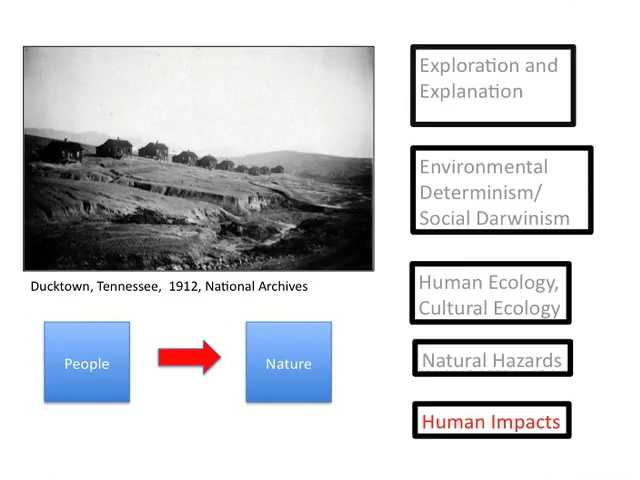 Exploration and
Explanation
Environmental
Determinism/
Social Darwinism
Ducktown, Tennessee, 1912, National Archives
Human Ecology,
Cultural Ecology
People
Nature
Natural Hazards
Human Impacts